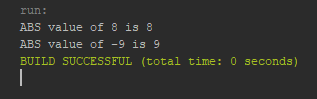 run:
ABS value of 8 is 8
ABS value of -9 is 9
BUILD SUCCESSFUL (total time: 0 seconds)